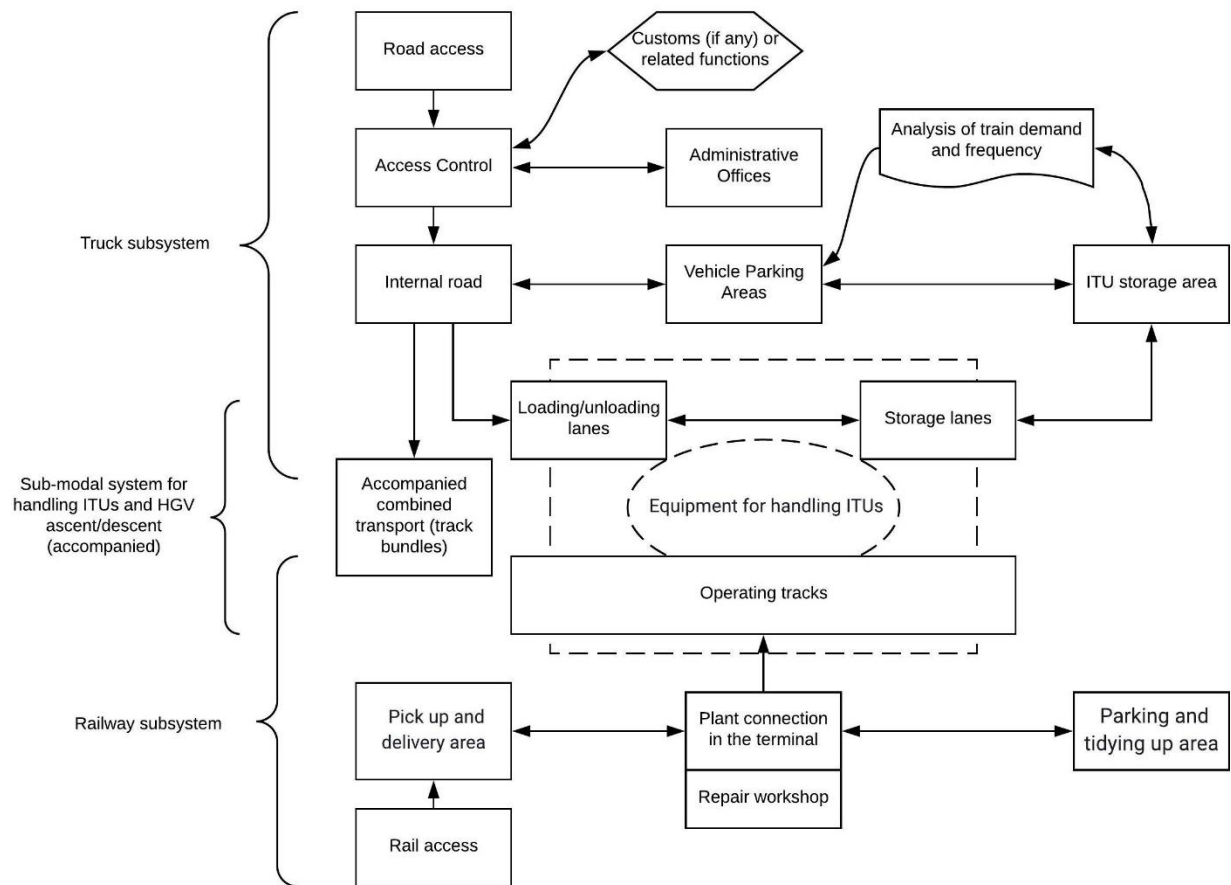 Road access
Customs (if any) or
related functions
Access Control
Administrative
Offices
Analysis of train demand
and frequency
Truck subsystem
Internal road
Vehicle Parking
Areas
ITU storage area
Loading/unloading
lanes
Storage lanes
Sub-modal system for
handling ITUs and HGV
ascent/descent
(accompanied)
Accompanied
combined
transport (track
bundles)
Equipment for handling ITUs
Operating tracks
Railway subsystem
Pick up and
delivery area
Plant connection
in the terminal
Parking and
tidying up area
Repair workshop
Rail access